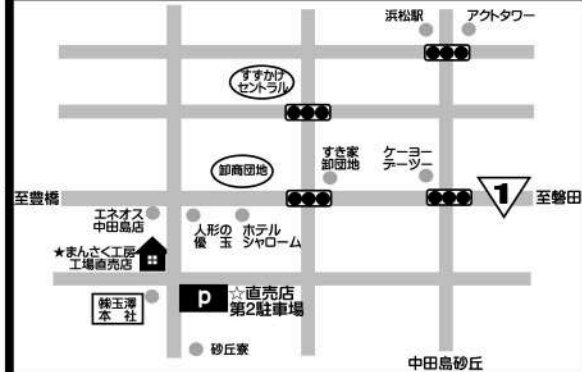 浜松駅
アクトタワー
すずかけ
セントラル
卸商団地
すき家
卸団地
ケーヨー
デーツー
至豊橋
1
至磐田
エネオス
中田島店
人形の
優 玉
ホテル
シャローム
★まんさく工房
工場直売店
㈱玉澤
本 社
P
☆直売店
第2駐車場
砂丘寮
中田島砂丘